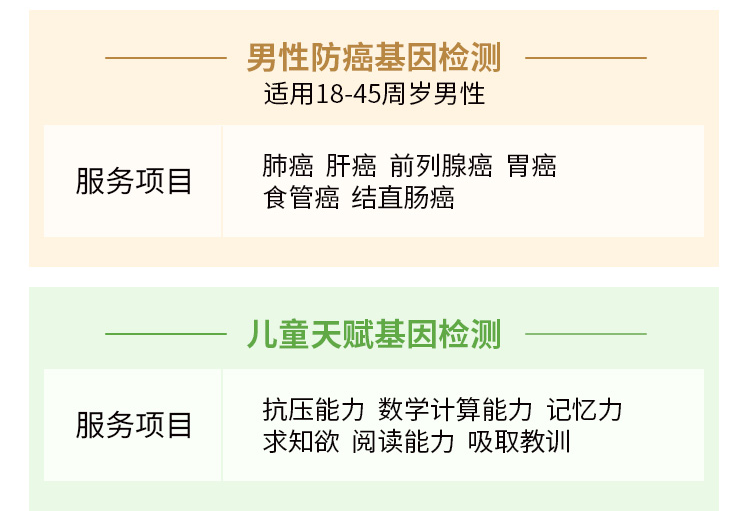 男性防癌基因检测
适用18-45周岁男性
服务项目
肺癌 肝癌 前列腺癌 胃癌
食管癌 结直肠癌
儿童天赋基因检测
服务项目
抗压能力 数学计算能力 记忆力
求知欲 阅读能力 吸取教训